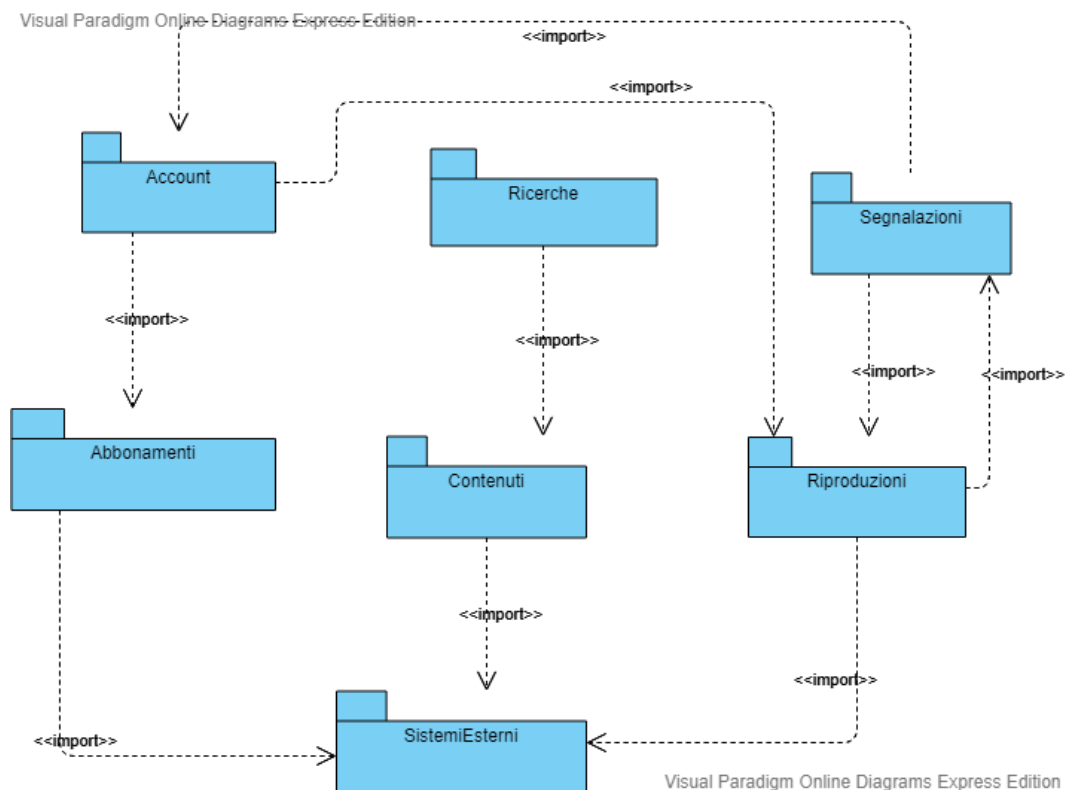 Visual Paradigm Online Diagrams Express Edition
<<import>>
<<import>>
Account
Ricerche
Segnalazioni
<<import>>
<<import>>
<<import>>
<<import>>
Abbonamenti
Contenuti
Riproduzioni
<<import>>
<<import>>
<<import>>
SistemiEsterni
Visual Paradigm Online Diagrams Express Edition